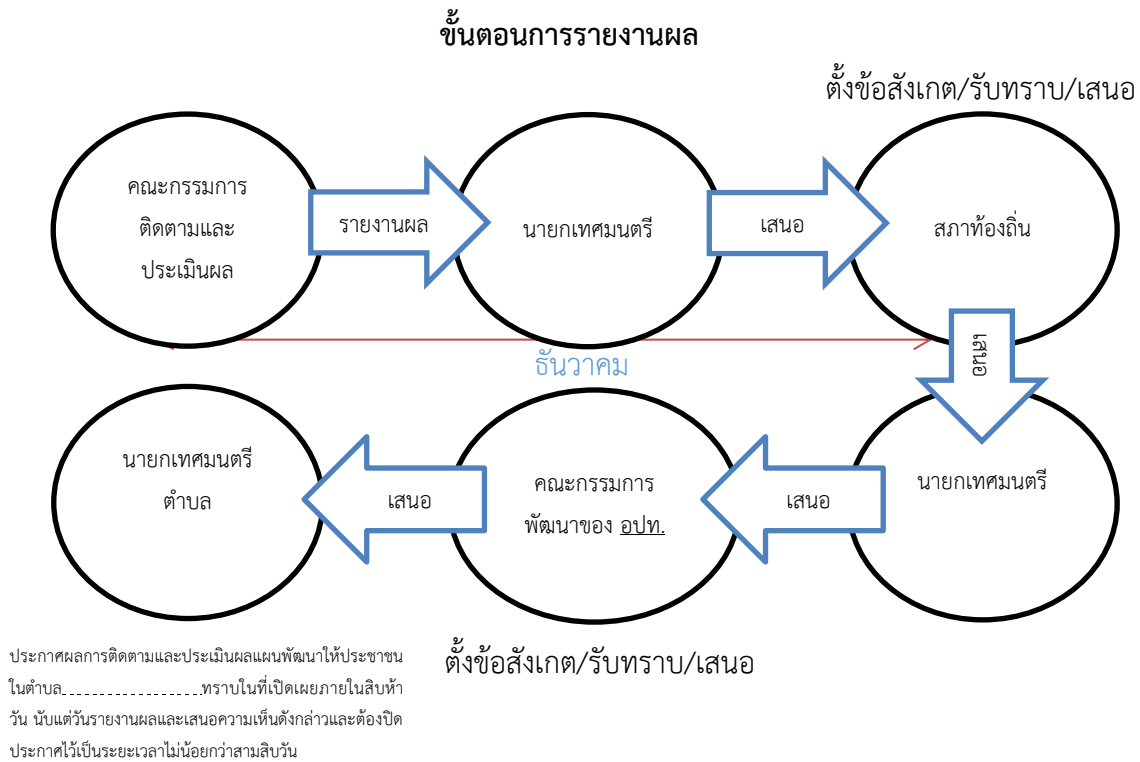 ขั้นตอนการรายงานผล
ตั้งข้อสังเกต/รับทราบ/เสนอ
คณะกรรมการ
ติดตามและ
ประเมินผล
รายงานผล
นายกเทศมนตรี
เสนอ
สภาท้องถิ่น
เสนอ
ธันวาคม
นายกเทศมนตรี
เสนอ
คณะกรรมการ
พัฒนาของ อปท.
เสนอ
นายกเทศมนตรี
ตำบล
ตั้งข้อสังเกต/รับทราบ/เสนอ
ประกาศผลการติดตามและประเมินผลแผนพัฒนาให้ประชาชน
ในตำบล....................ทราบในที่เปิดเผยภายในสิบห้า
วัน นับแต่วันรายงานผลและเสนอความเห็นดังกล่าวและต้องปิด
ประกาศไว้เป็นระยะเวลาไม่น้อยกว่าสามสิบวัน